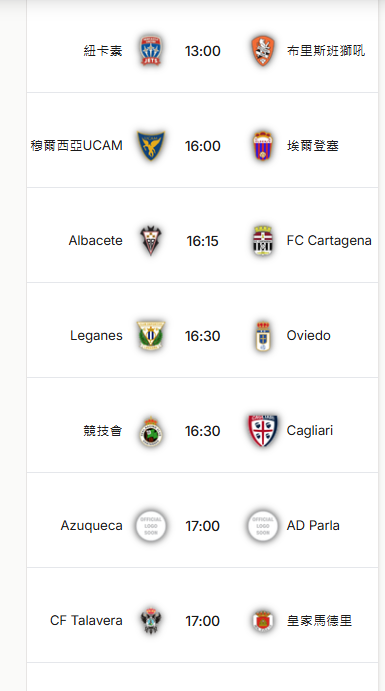 紐卡素 JETS 13:00 布里斯班獅吼
穆爾西亞UCAM 16:00 埃爾登塞
Albacete 16:15 FC Cartagena
Leganes 16:30 Oviedo
競技會 16:30 Cagliari
Azuqueca OFFICIAL LOGO SOON 17:00 OFFICIAL LOGO SOON AD Parla
CF Talavera 17:00 皇家馬德里